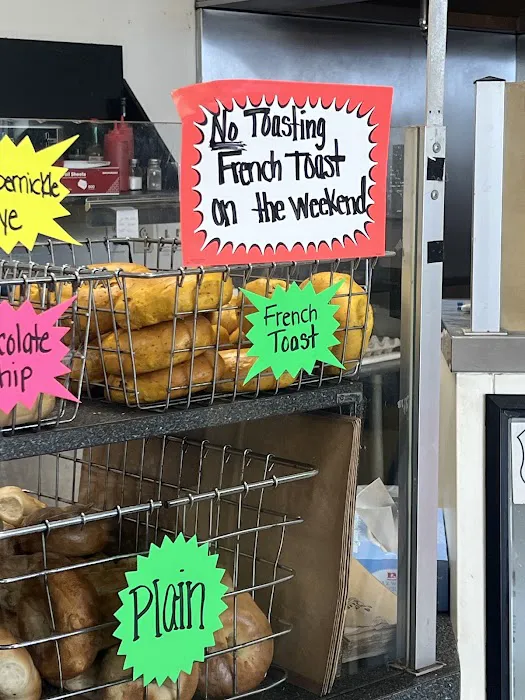 No Toasting
French Toast
on the Weekend
French
Toast
Plain